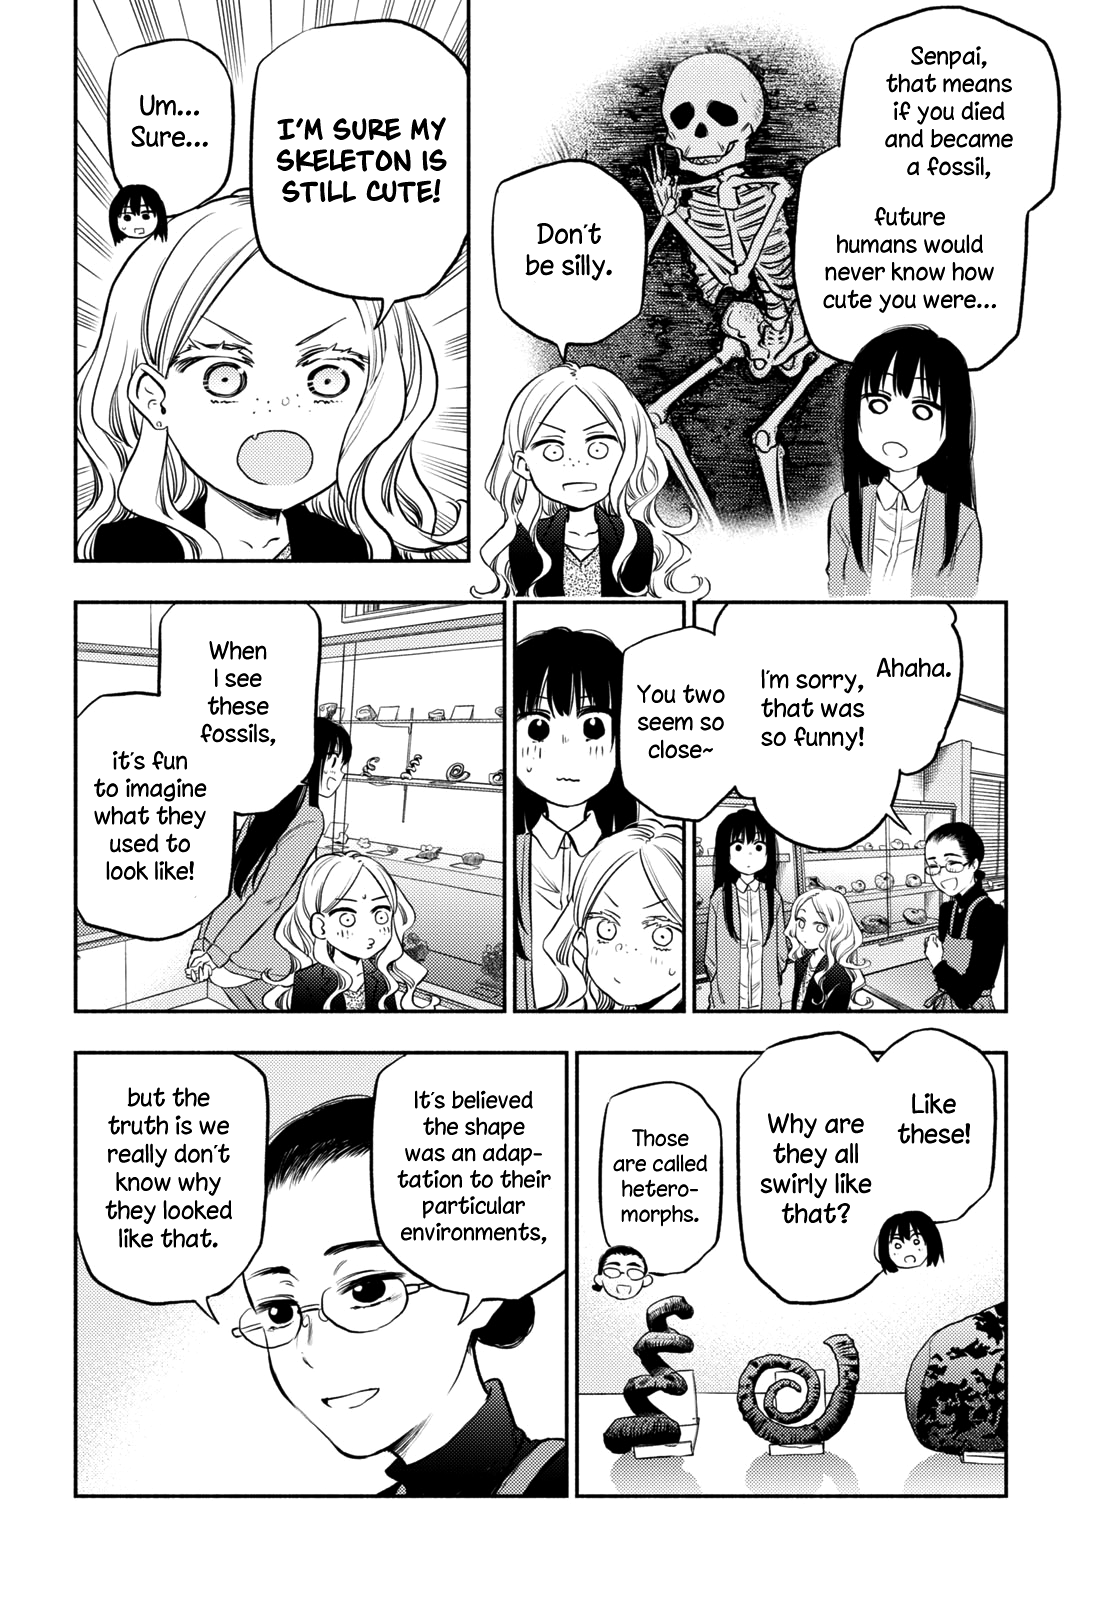 Senpai,
that means
if you died
and became
a fossil,
future
humans would
never know how
cute you were...
Don't
be silly.
I'M SURE MY
SKELETON IS
STILL CUTE!
Um...
Sure...
Ahaha.
I'm sorry,
that was
so funny!
You two
seem so
close~
When
I see
these
fossils,
it's fun
to imagine
what they
used to
look like!
Like
these!
Why are
they all
swirly like
that?
Those
are called
hetero-
morphs.
It's believed
the shape
was an adap-
tation to their
particular
environments,
but the
truth is we
really don't
know why
they looked
like that.